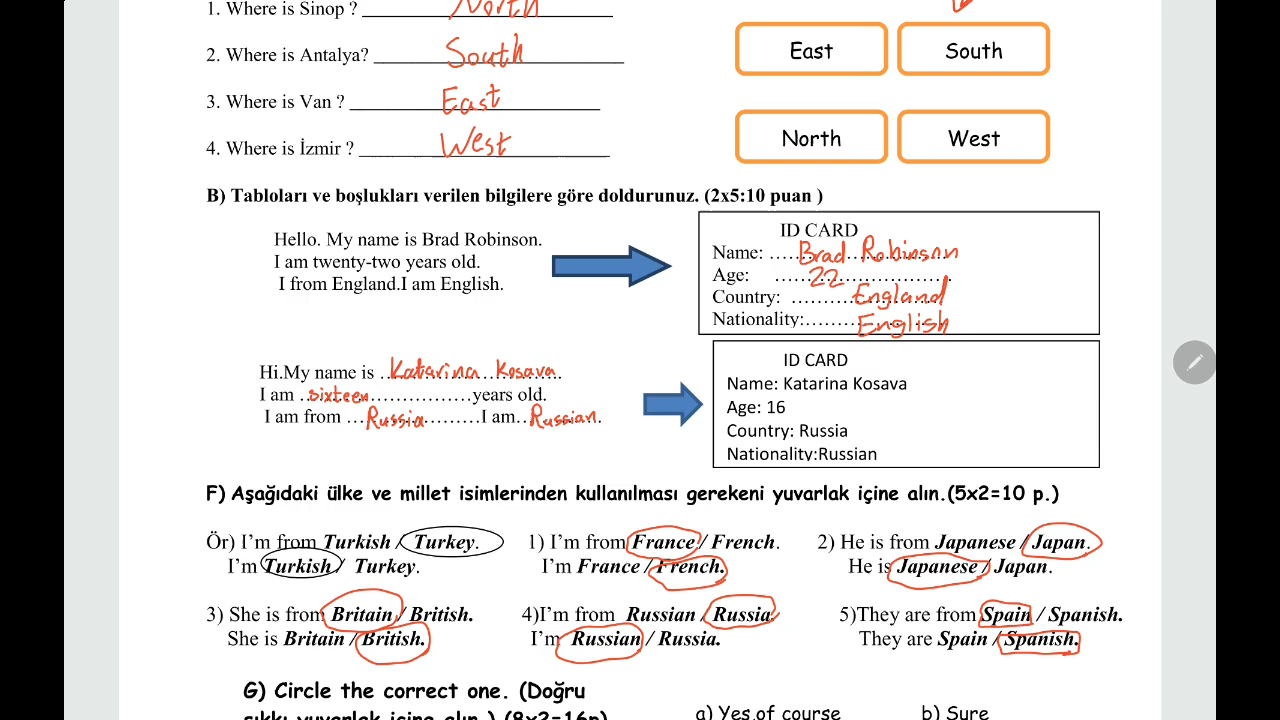 1. Where is Sinop ? North
2. Where is Antalya? South
East South
3. Where is Van ? East
North West
4. Where is İzmir ? West
B) Tabloları ve boşlukları verilen bilgilere göre doldurunuz. (2x5:10 puan )
Hello. My name is Brad Robinson.
I am twenty-two years old.
I from England.I am English.
ID CARD
Name: Brad Robinson
Age: 22
Country: England
Nationality: English
Hi.My name is Katarina Kosava
I am sixteen years old.
I am from Russia I am Russian.
ID CARD
Name: Katarina Kosava
Age: 16
Country: Russia
Nationality:Russian
F) Aşağıdaki ülke ve millet isimlerinden kullanılması gerekeni yuvarlak içine alın.(5x2=10 p.)
Ör) I'm from Turkish / Turkey.
I'm Turkish / Turkey.
1) I'm from France / French.
I'm France / French.
2) He is from Japanese / Japan.
He is Japanese / Japan.
3) She is from Britain / British.
She is Britain / British.
4)I'm from Russian / Russia.
I'm Russian / Russia.
5)They are from Spain / Spanish.
They are Spain / Spanish.
G) Circle the correct one. (Doğru
şıkkı yuvarlak içine alın.) (8x2=16p)
a) Yes,of course b) Sure